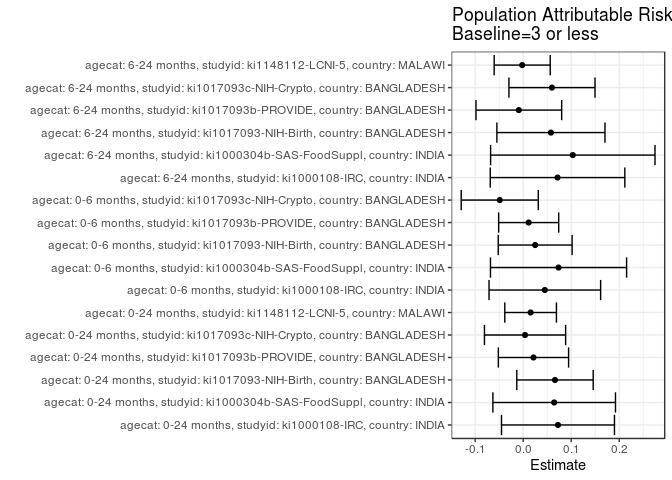 Population Attributable Risk
Baseline=3 or less
agecat: 6-24 months, studyid: ki1148112-LCNI-5, country: MALAWI
agecat: 6-24 months, studyid: ki1017093c-NIH-Crypto, country: BANGLADESH
agecat: 6-24 months, studyid: ki1017093b-PROVIDE, country: BANGLADESH
agecat: 6-24 months, studyid: ki1017093-NIH-Birth, country: BANGLADESH
agecat: 6-24 months, studyid: ki1000304b-SAS-FoodSuppl, country: INDIA
agecat: 6-24 months, studyid: ki1000108-IRC, country: INDIA
agecat: 0-6 months, studyid: ki1017093c-NIH-Crypto, country: BANGLADESH
agecat: 0-6 months, studyid: ki1017093b-PROVIDE, country: BANGLADESH
agecat: 0-6 months, studyid: ki1017093-NIH-Birth, country: BANGLADESH
agecat: 0-6 months, studyid: ki1000304b-SAS-FoodSuppl, country: INDIA
agecat: 0-6 months, studyid: ki1000108-IRC, country: INDIA
agecat: 0-24 months, studyid: ki1148112-LCNI-5, country: MALAWI
agecat: 0-24 months, studyid: ki1017093c-NIH-Crypto, country: BANGLADESH
agecat: 0-24 months, studyid: ki1017093b-PROVIDE, country: BANGLADESH
agecat: 0-24 months, studyid: ki1017093-NIH-Birth, country: BANGLADESH
agecat: 0-24 months, studyid: ki1000304b-SAS-FoodSuppl, country: INDIA
agecat: 0-24 months, studyid: ki1000108-IRC, country: INDIA
-0.1 0.0 0.1 0.2
Estimate